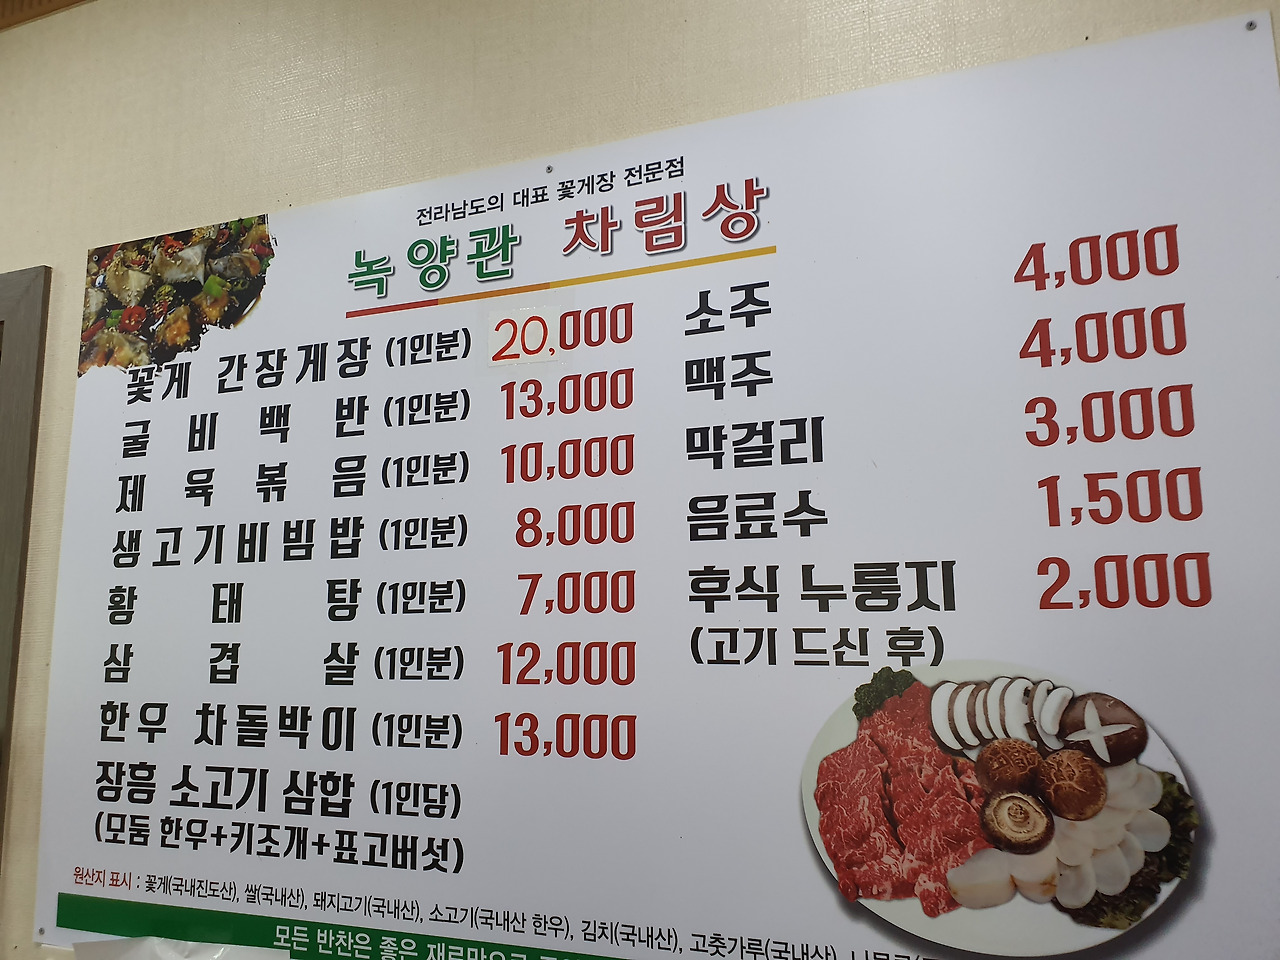 전라남도의 대표 꽃게장 전문점
녹양관 차림상
꽃게 간장게장 (1인분) 20,000
굴비백반 (1인분) 13,000
제육볶음 (1인분) 10,000
생고기비빔밥 (1인분) 8,000
황태탕 (1인분) 7,000
삼겹살 (1인분) 12,000
한우 차돌박이 (1인분) 13,000
장흥 소고기 삼합 (1인당)
(모둠 한우+키조개+표고버섯)
소주 4,000
맥주 4,000
막걸리 3,000
음료수 1,500
후식 누룽지 2,000
(고기 드신 후)
원산지 표시 : 꽃게(국내진도산), 쌀(국내산), 돼지고기(국내산), 소고기(국내산 한우), 김치(국내산), 고춧가루(국내산),
모든 반찬은 좋은